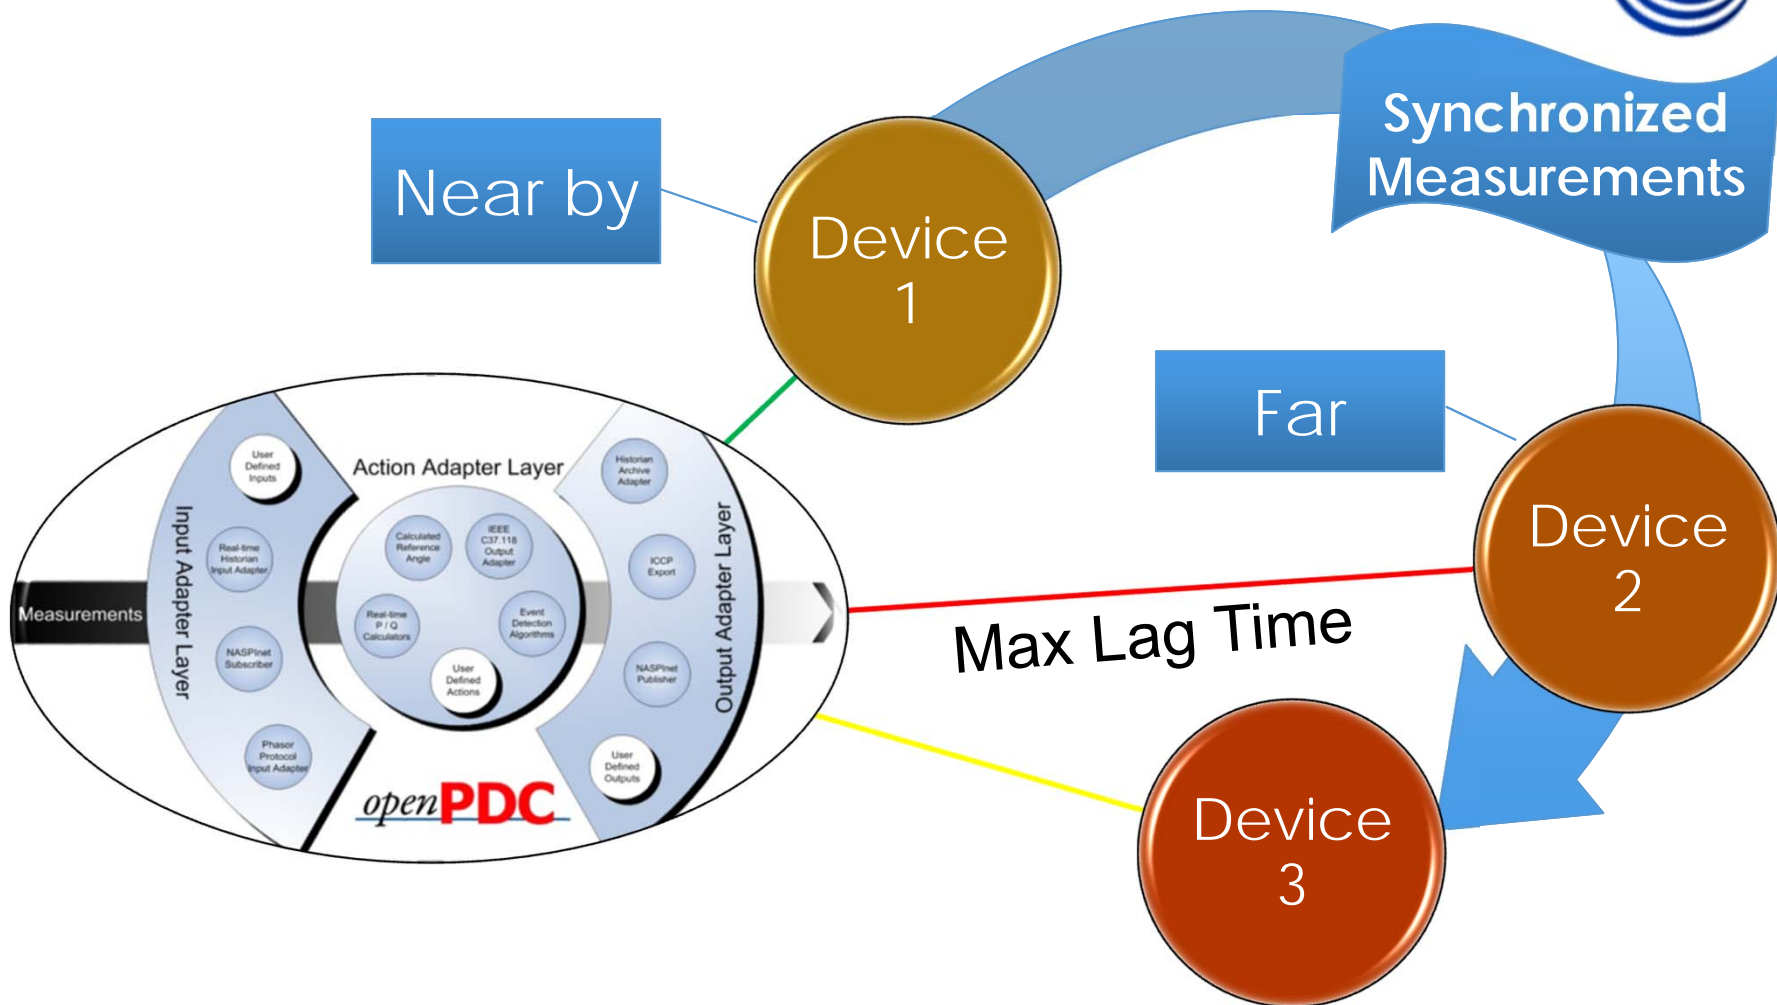 Synchronized
Measurements
Near by
Device
1
Far
Device
2
Max Lag Time
Device
3
Measurements
Input Adapter Layer
User
Defined
Inputs
Real-time
Historian
Input Adapter
NASPInet
Subscriber
Phasor
Protocol
Input Adapter
Action Adapter Layer
Calculated
Reference
Angle
IEEE
C37.118
Output
Adapter
Real-time
P / Q
Calculators
Event
Detection
Algorithms
User
Defined
Actions
Output Adapter Layer
Historian
Archive
Adapter
ICCP
Export
NASPInet
Publisher
User
Defined
Outputs
openPDC